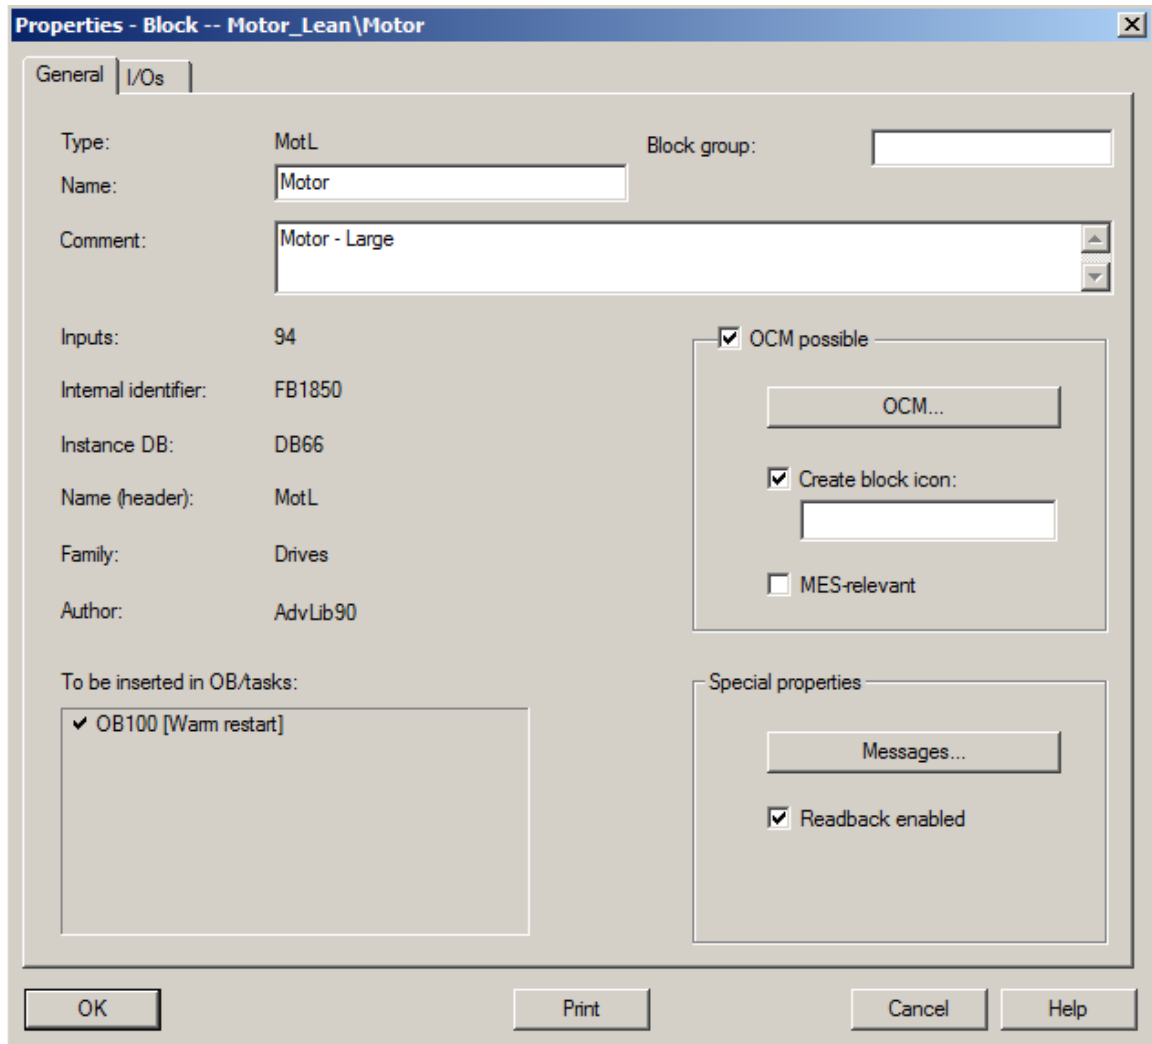 Properties - Block -- Motor_Lean\Motor
General I/Os
Type: MotL Block group:
Name: Motor
Comment: Motor - Large
Inputs: 94
OCM possible
Internal identifier: FB1850
OCM...
Instance DB: DB66
Create block icon:
Name (header): MotL
Family: Drives
MES-relevant
Author: AdvLib90
To be inserted in OB/tasks:
OB100 [Warm restart]
Special properties
Messages...
Readback enabled
OK Print Cancel Help